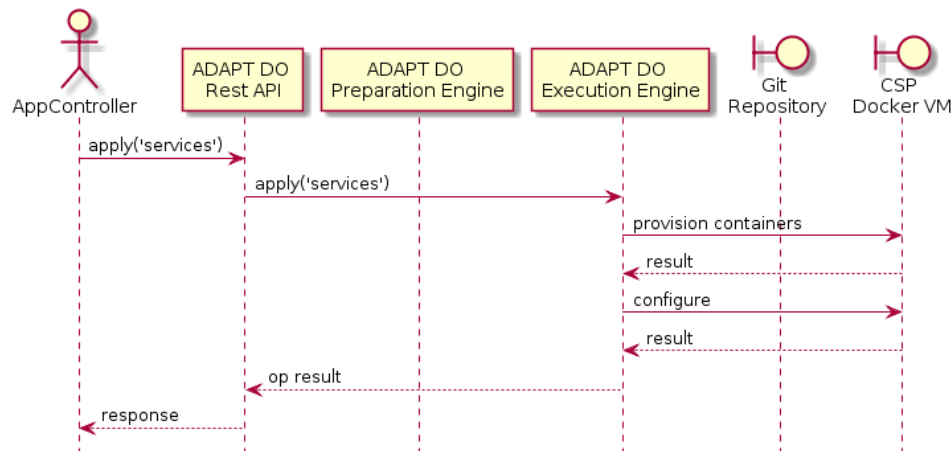 AppController
ADAPT DO
Rest API
ADAPT DO
Preparation Engine
ADAPT DO
Execution Engine
Git
Repository
CSP
Docker VM
apply('services')
apply('services')
provision containers
result
configure
result
op result
response